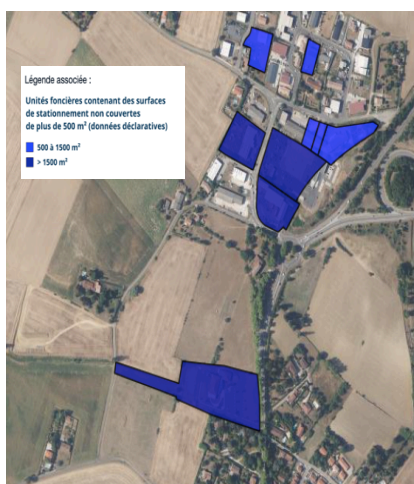 Légende associée :
Unités foncières contenant des surfaces
de stationnement non couvertes
de plus de 500 m² (données déclaratives)
500 à 1500 m²
> 1500 m²